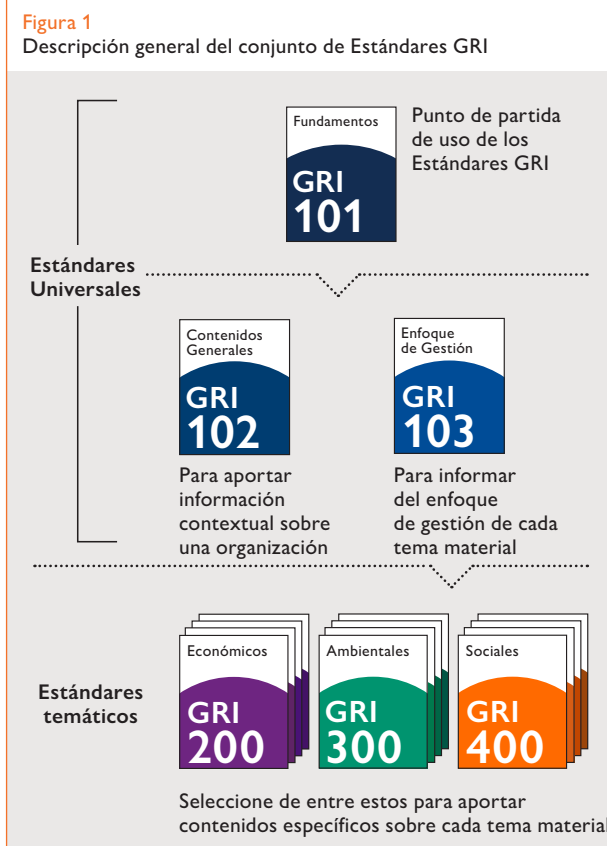 Figura 1
Descripción general del conjunto de Estándares GRI
Fundamentos
GRI
101
Punto de partida
de uso de los
Estándares GRI
Estándares
Universales
Contenidos
Generales
GRI
102
Para aportar
información
contextual sobre
una organización
Enfoque
de Gestión
GRI
103
Para informar
del enfoque
de gestión de cada
tema material
Estándares
temáticos
Económicos
GRI
200
Ambientales
GRI
300
Sociales
GRI
400
Seleccione de entre estos para aportar
contenidos específicos sobre cada tema material